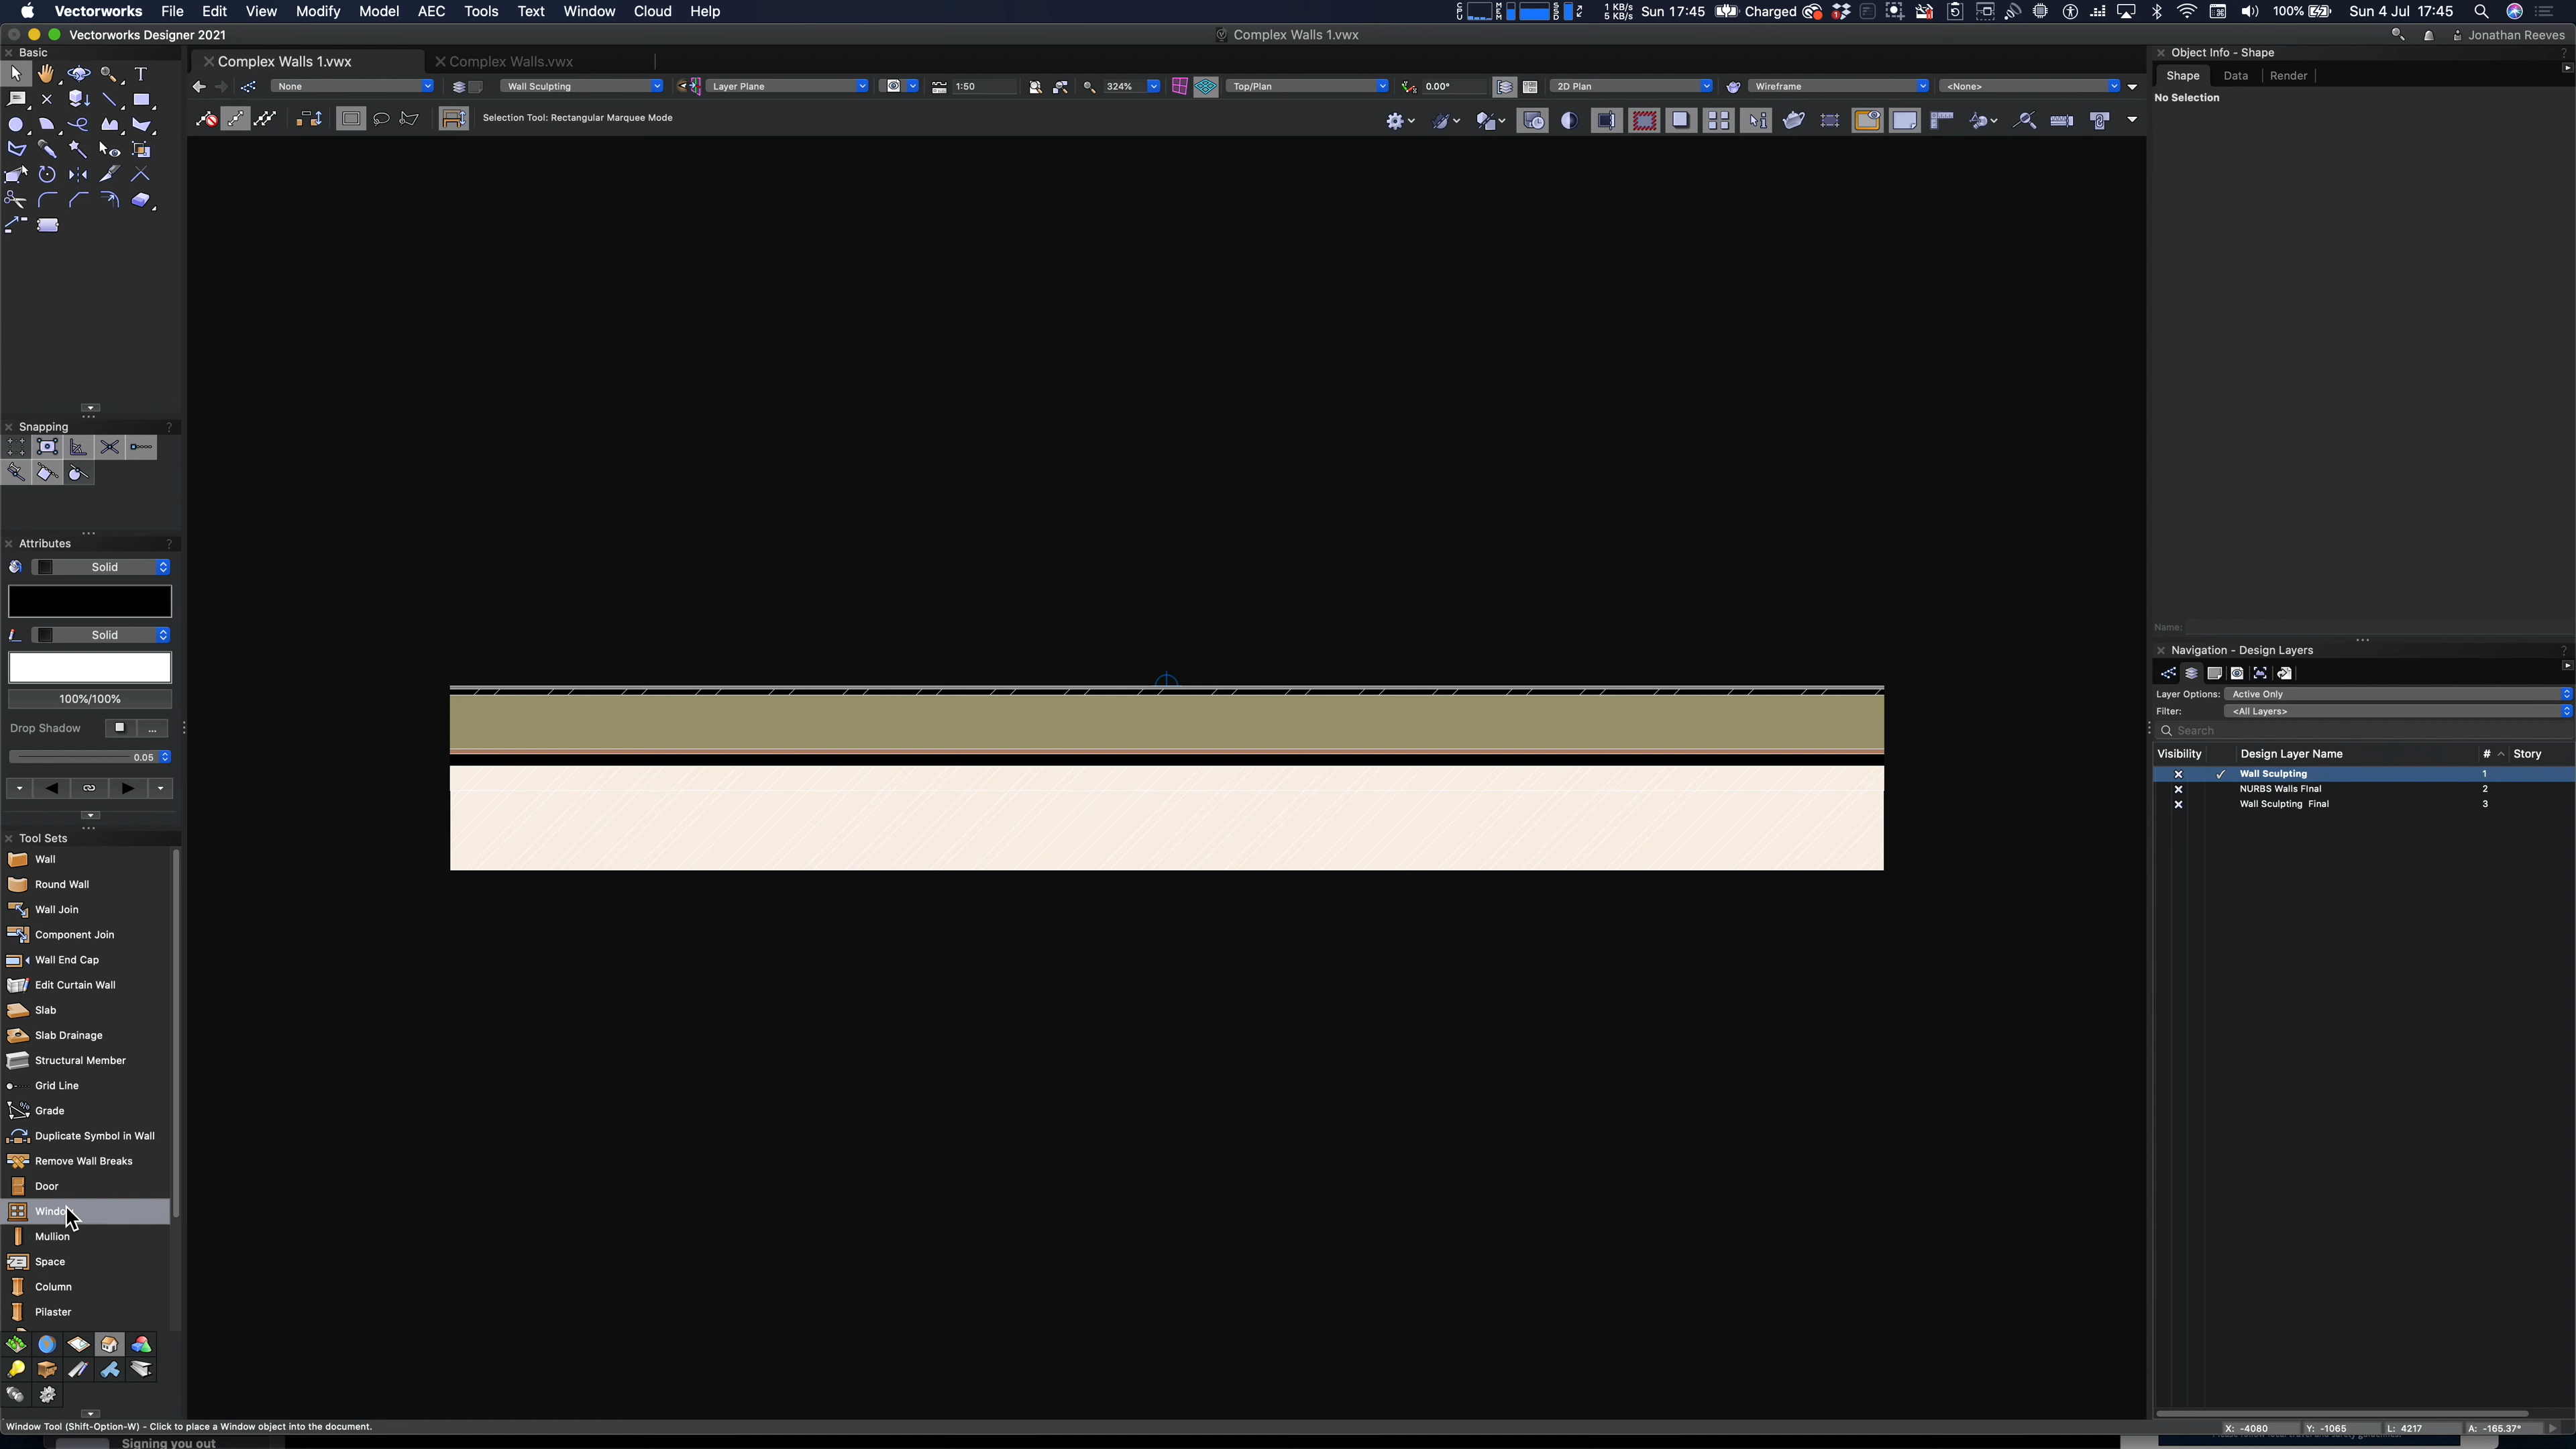 Vectorworks File Edit View Modify Model AEC Tools Text Window Cloud Help
1 KB/s 5 KB/s Sun 17:45 Charged 100% Sun 4 Jul 17:45
Vectorworks Designer 2021
Complex Walls 1.vwx
Jonathan Reeves
Basic
Complex Walls 1.vwx
Complex Walls.vwx
None
Wall Sculpting
Layer Plane
1:50
324%
Top/Plan
0.00°
2D Plan
Wireframe
<None>
Selection Tool: Rectangular Marquee Mode
Object Info - Shape
?
Shape Data Render
No Selection
Name:
Snapping
?
Attributes
?
Solid
Solid
100%/100%
Drop Shadow
...
0.05
Tool Sets
Wall
Round Wall
Wall Join
Component Join
Wall End Cap
Edit Curtain Wall
Slab
Slab Drainage
Structural Member
Grid Line
Grade
Duplicate Symbol in Wall
Remove Wall Breaks
Door
Mullion
Space
Column
Pilaster
Navigation - Design Layers
?
Layer Options: Active Only
Filter: <All Layers>
Search
Visibility Design Layer Name # Story
Wall Sculpting 1
NURBS Walls Final 2
Wall Sculpting Final 3
Window Tool (Shift-Option-W) - Click to place a Window object into the document.
X: -4080 Y: -1065 L: 4217 A: -165.37°
Signing you out